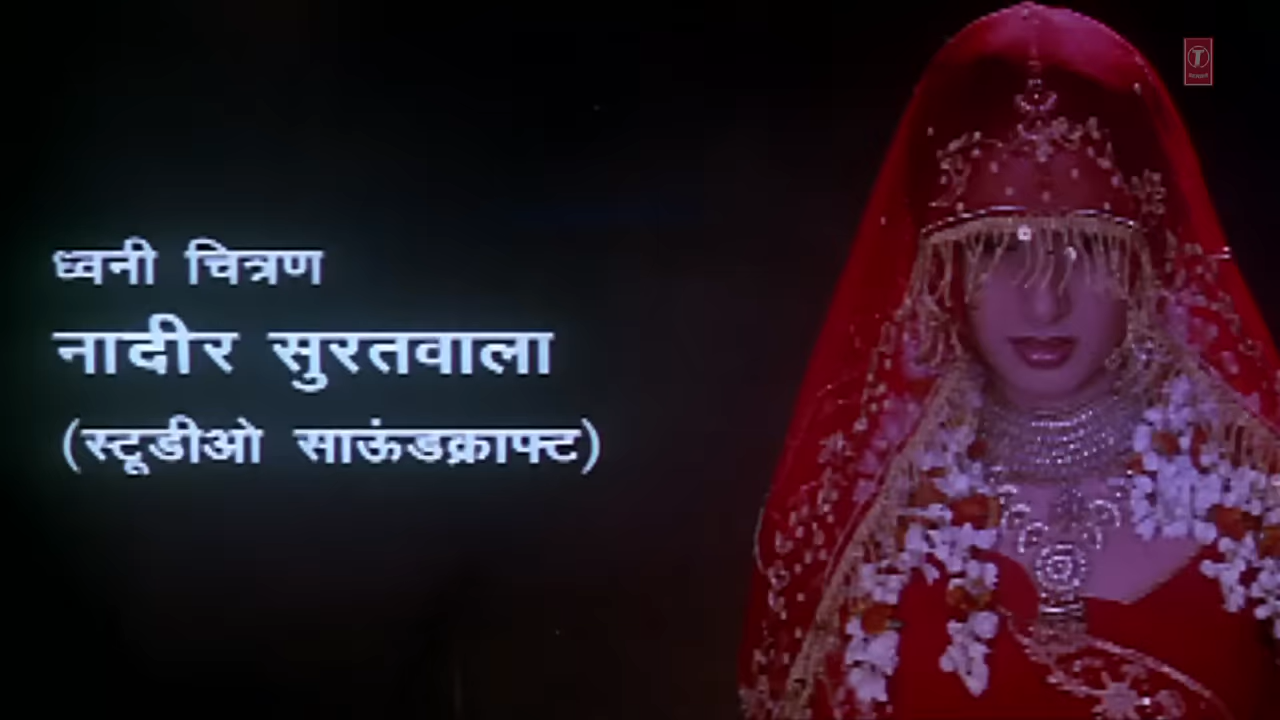 ध्वनी चित्रण
नादीर सुरतवाला
(स्टूडीओ साऊंडक्राफ्ट)